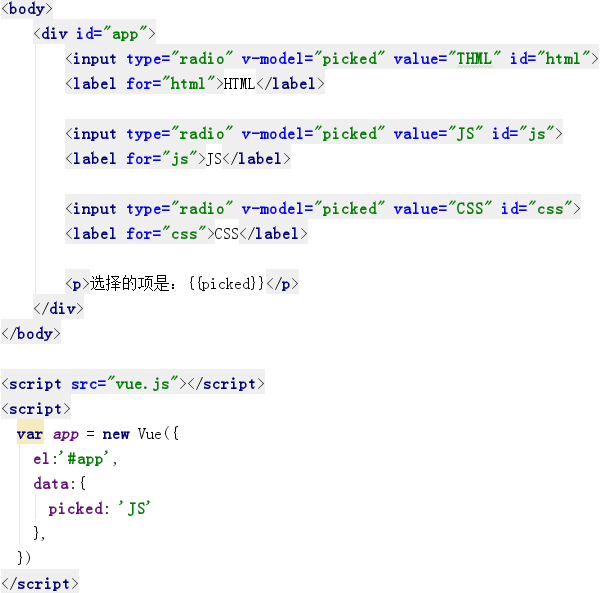 <body>
<div id="app">
<input type="radio" v-model="picked" value="THML" id="html">
<label for="html">HTML</label>
<input type="radio" v-model="picked" value="JS" id="js">
<label for="js">JS</label>
<input type="radio" v-model="picked" value="CSS" id="css">
<label for="css">CSS</label>
<p>选择的项是：{{picked}}</p>
</div>
</body>
<script src="vue.js"></script>
<script>
var app = new Vue({
el:'#app',
data:{
picked: 'JS'
},
})
</script>